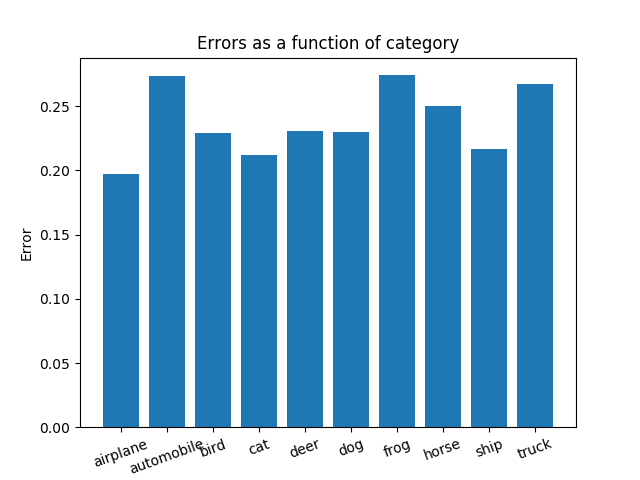 Errors as a function of category
Error
0.25
0.20
0.15
0.10
0.05
0.00
airplane
automobile
bird
cat
deer
dog
frog
horse
ship
truck